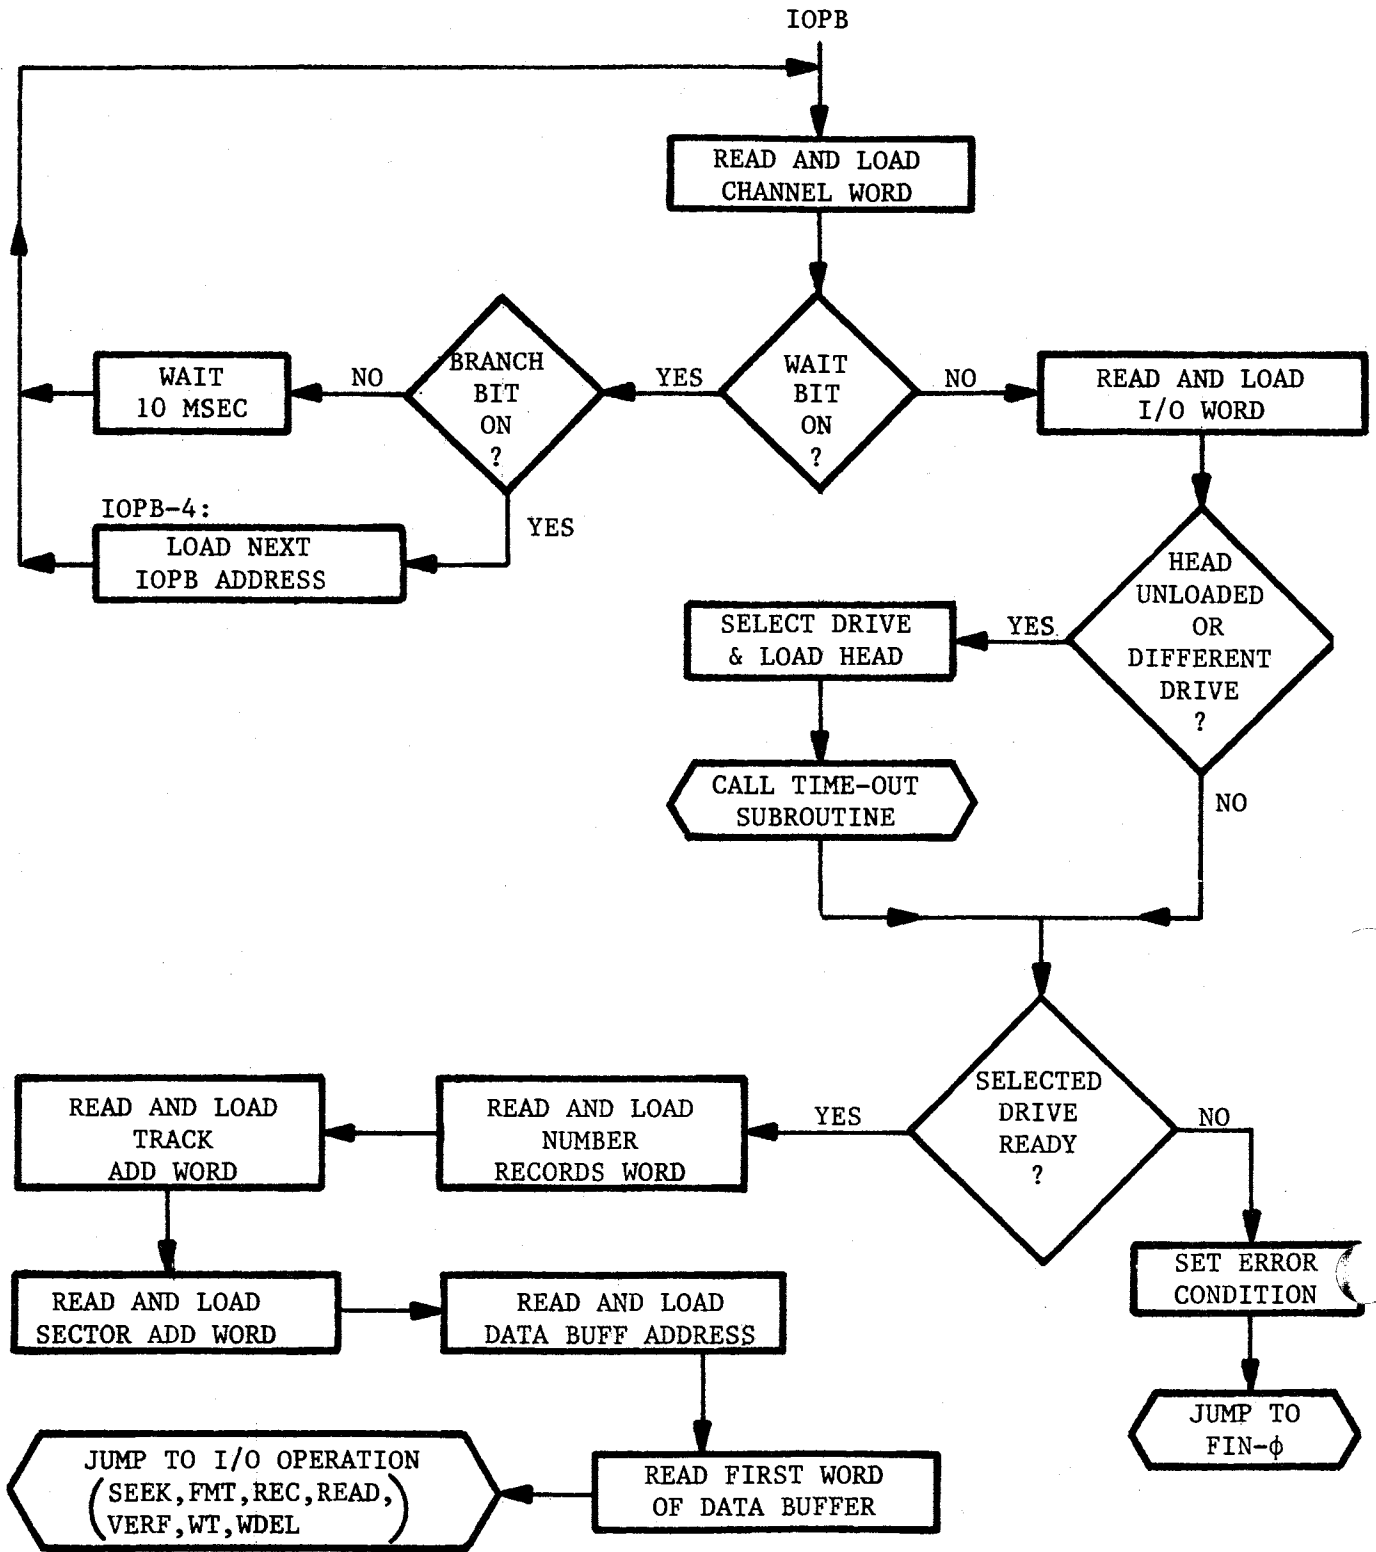 IOPB
READ AND LOAD
CHANNEL WORD
WAIT
BIT
ON
?
YES
NO
BRANCH
BIT
ON
?
NO
YES
WAIT
10 MSEC
IOPB-4:
LOAD NEXT
IOPB ADDRESS
READ AND LOAD
I/O WORD
HEAD
UNLOADED
OR
DIFFERENT
DRIVE
?
YES
NO
SELECT DRIVE
& LOAD HEAD
CALL TIME-OUT
SUBROUTINE
SELECTED
DRIVE
READY
?
YES
NO
READ AND LOAD
NUMBER
RECORDS WORD
READ AND LOAD
TRACK
ADD WORD
READ AND LOAD
SECTOR ADD WORD
READ AND LOAD
DATA BUFF ADDRESS
READ FIRST WORD
OF DATA BUFFER
JUMP TO I/O OPERATION
(SEEK,FMT,REC,READ,
VERF,WT,WDEL)
SET ERROR
CONDITION
JUMP TO
FIN-ϕ